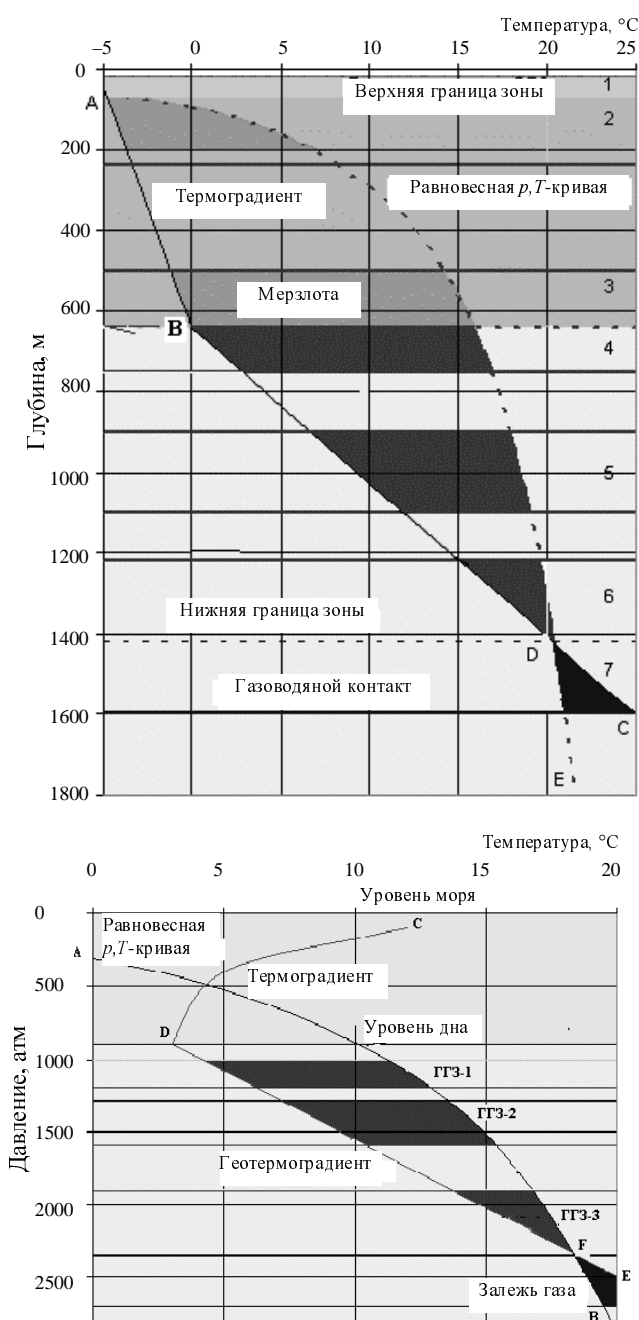 Температура, °C
–5 0 5 10 15 20 25
0
Верхняя граница зоны
1
A
2
200
Термоградиент
Равновесная p,T-кривая
400
Мерзлота
3
600
B
4
Глубина, м
800
1000
5
1200
6
Нижняя граница зоны
1400
D
7
Газоводяной контакт
1600
C
E
1800
Температура, °C
0 5 10 15 20
Уровень моря
0
Равновесная
p,T-кривая
C
A
Термоградиент
500
Уровень дна
D
1000
ГГЗ-1
ГГЗ-2
Давление, атм
1500
Геотермоградиент
2000
ГГЗ-3
F
2500
E
Залежь газа
B